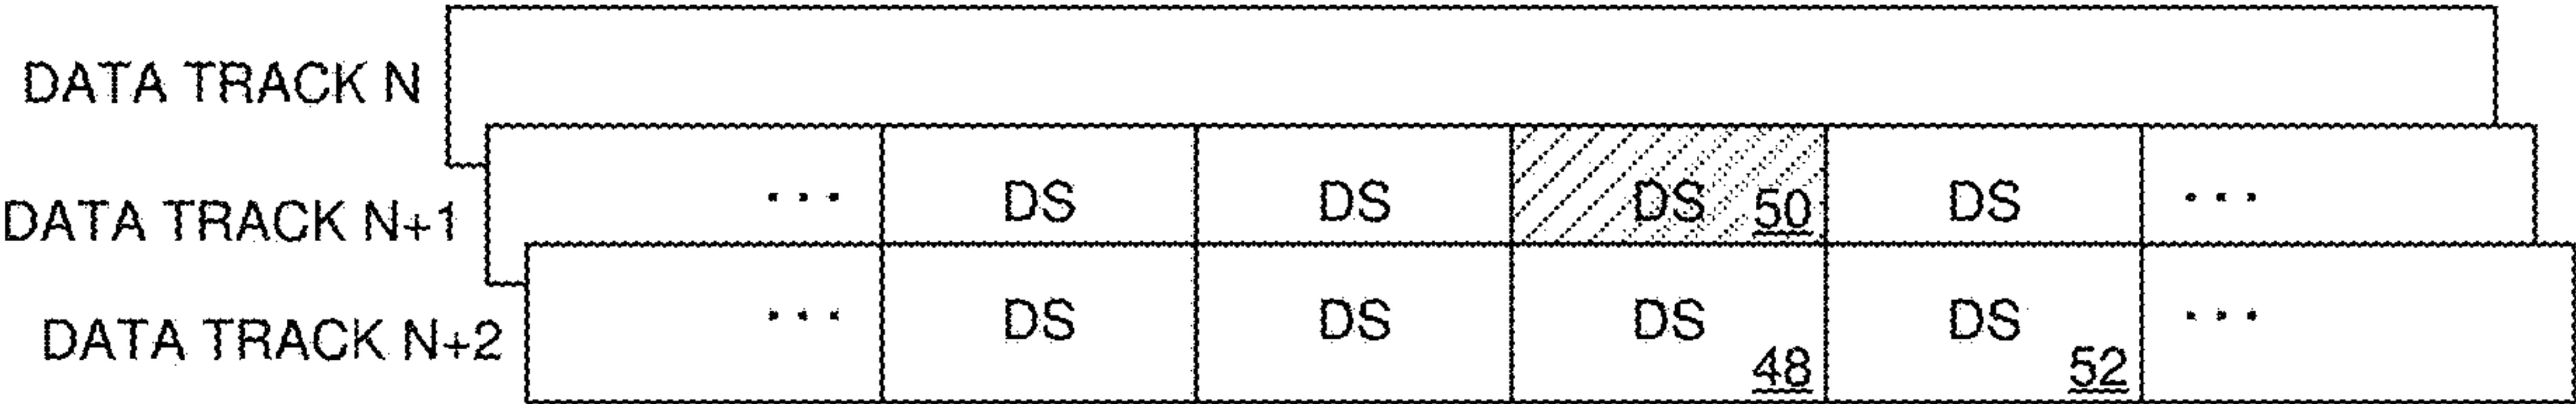 DATA TRACK N
DATA TRACK N+1 ... DS DS DS 50 DS ...
DATA TRACK N+2 ... DS DS DS 48 DS 52 ...